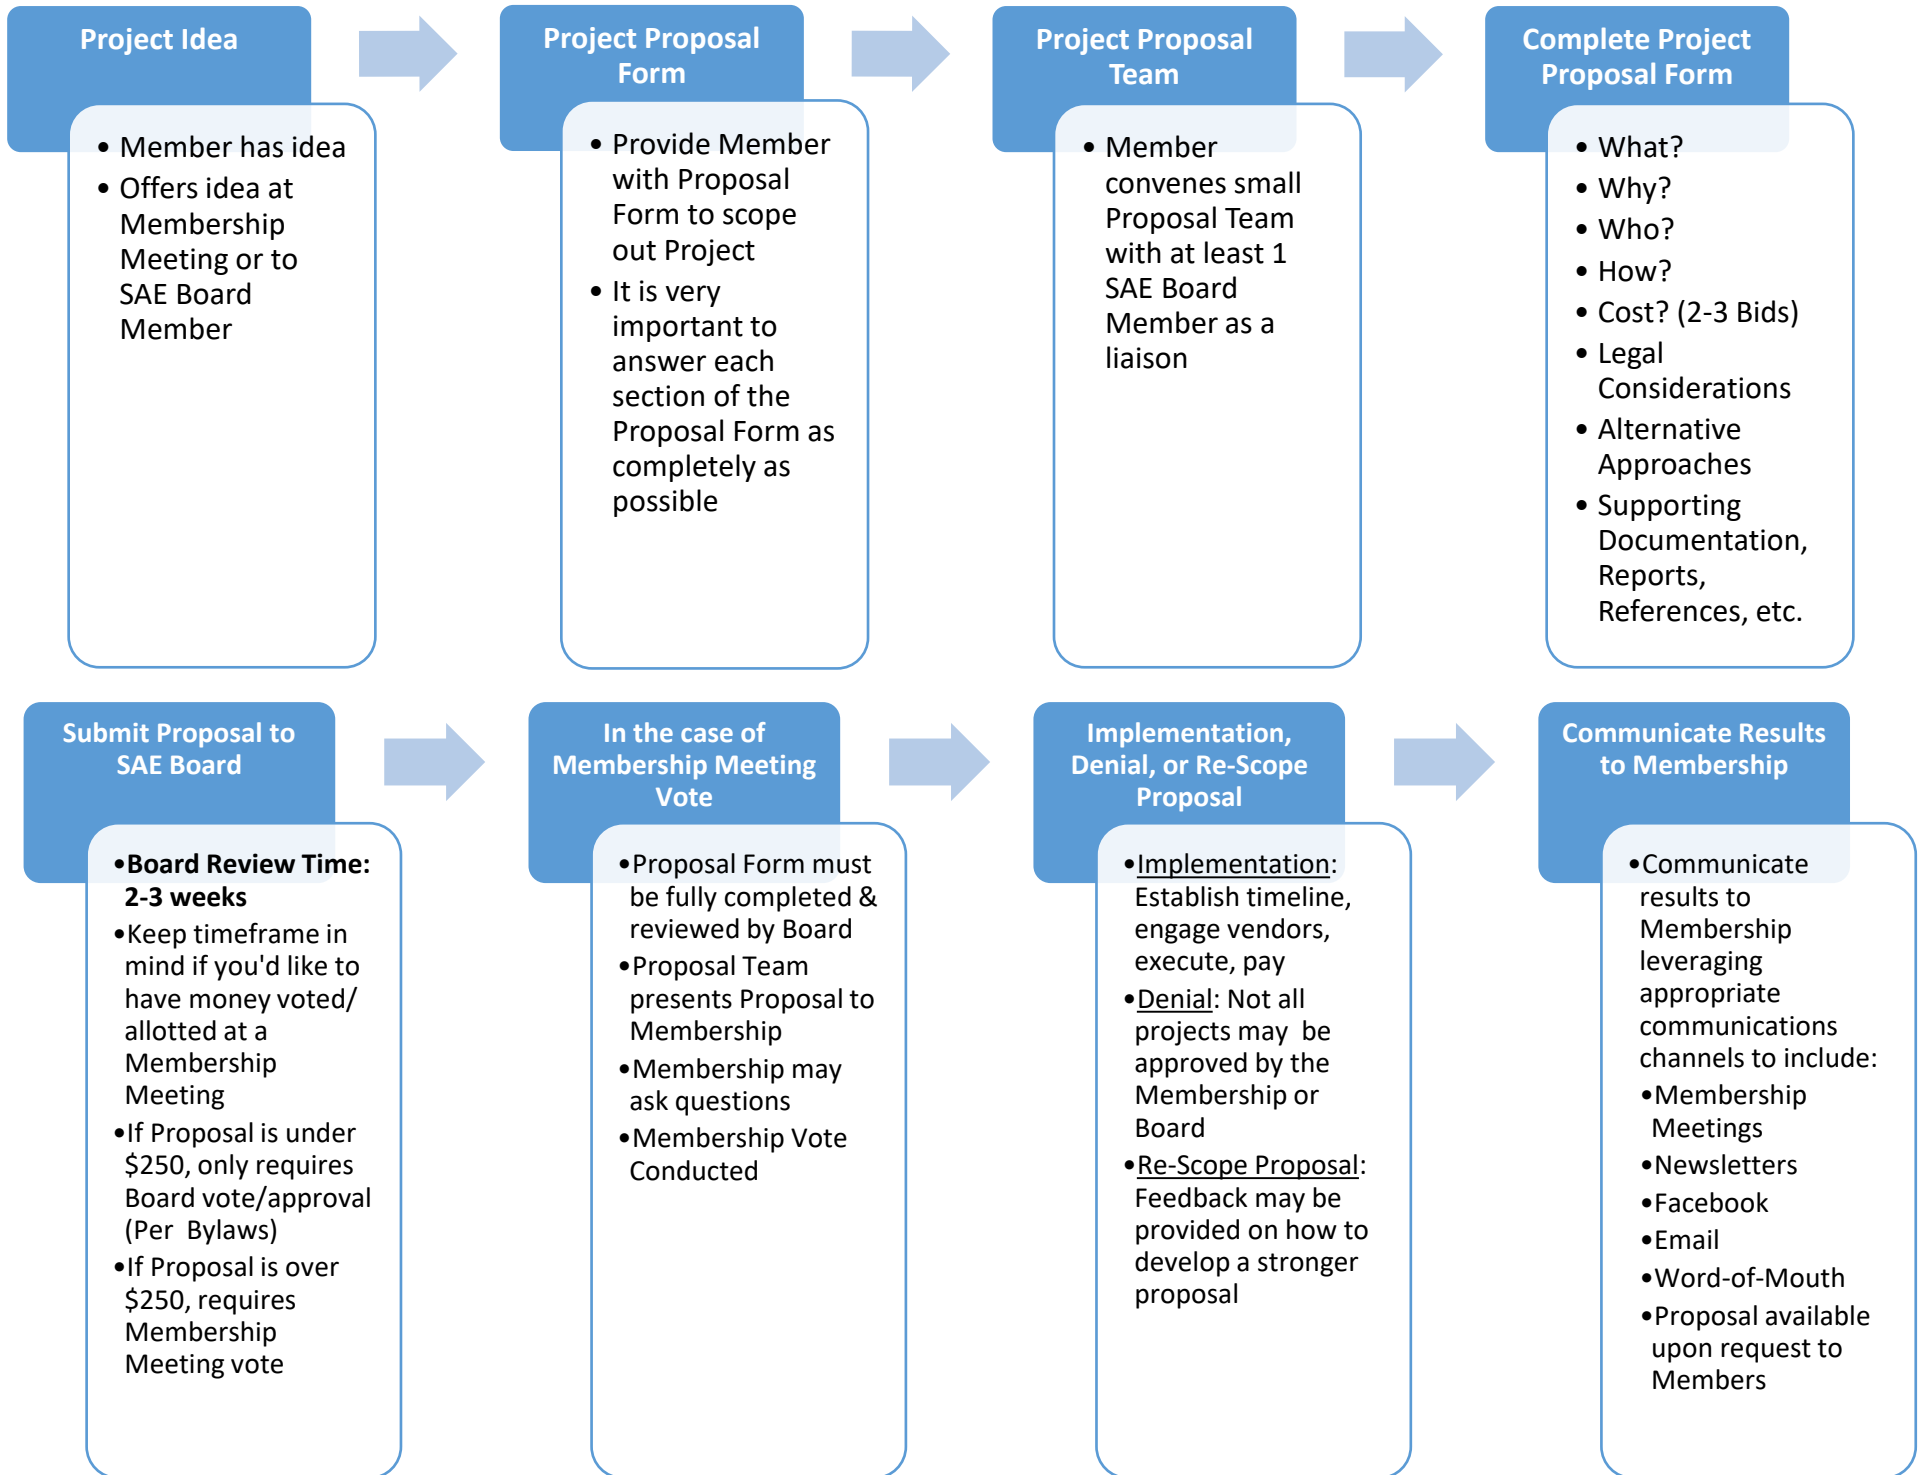 Project Idea
• Member has idea
• Offers idea at
Membership
Meeting or to
SAE Board
Member
Project Proposal
Form
• Provide Member
with Proposal
Form to scope
out Project
• It is very
important to
answer each
section of the
Proposal Form as
completely as
possible
Project Proposal
Team
• Member
convenes small
Proposal Team
with at least 1
SAE Board
Member as a
liaison
Complete Project
Proposal Form
• What?
• Why?
• Who?
• How?
• Cost? (2-3 Bids)
• Legal
Considerations
• Alternative
Approaches
• Supporting
Documentation,
Reports,
References, etc.
Submit Proposal to
SAE Board
•Board Review Time:
2-3 weeks
•Keep timeframe in
mind if you'd like to
have money voted/
allotted at a
Membership
Meeting
•If Proposal is under
$250, only requires
Board vote/approval
(Per Bylaws)
•If Proposal is over
$250, requires
Membership
Meeting vote
In the case of
Membership Meeting
Vote
•Proposal Form must
be fully completed &
reviewed by Board
•Proposal Team
presents Proposal to
Membership
•Membership may
ask questions
•Membership Vote
Conducted
Implementation,
Denial, or Re-Scope
Proposal
•Implementation:
Establish timeline,
engage vendors,
execute, pay
•Denial: Not all
projects may be
approved by the
Membership or
Board
•Re-Scope Proposal:
Feedback may be
provided on how to
develop a stronger
proposal
Communicate Results
to Membership
•Communicate
results to
Membership
leveraging
appropriate
communications
channels to include:
•Membership
Meetings
•Newsletters
•Facebook
•Email
•Word-of-Mouth
•Proposal available
upon request to
Members